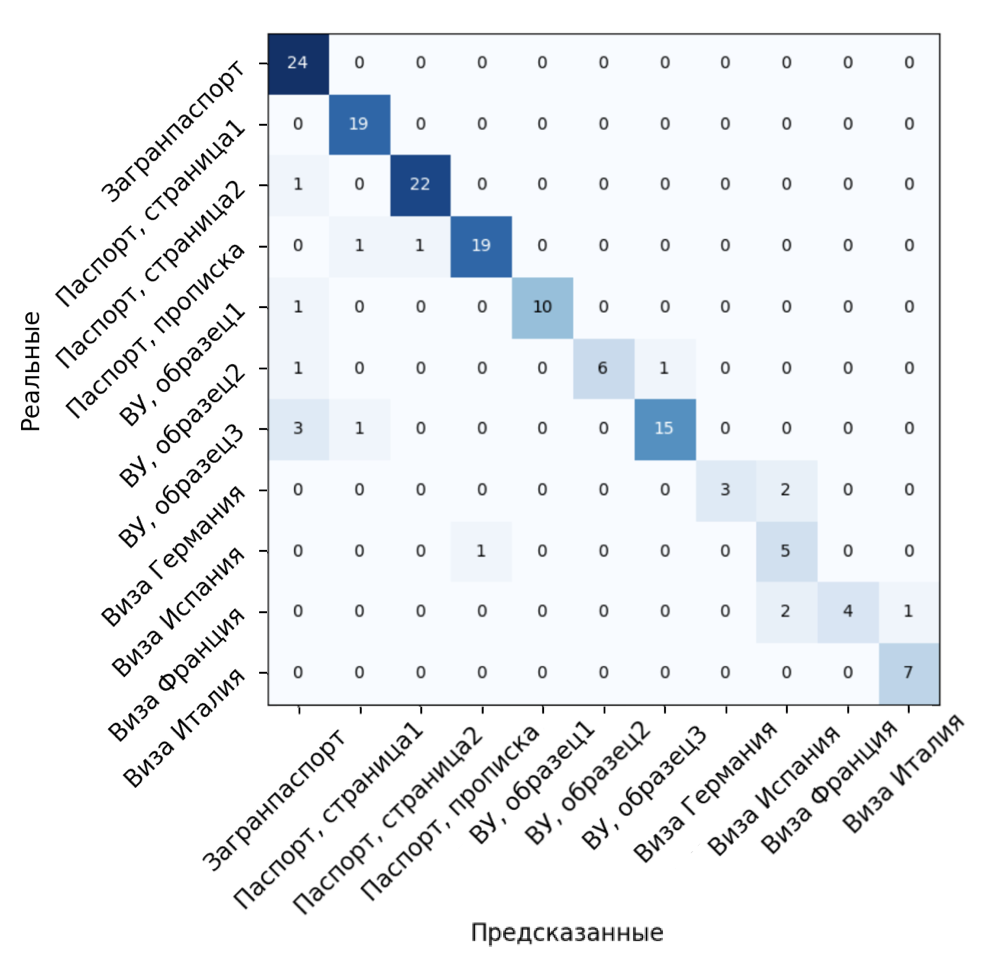 Загранпаспорт 24 0 0 0 0 0 0 0 0 0 0
Паспорт, страница1 0 19 0 0 0 0 0 0 0 0 0
Паспорт, страница2 1 0 22 0 0 0 0 0 0 0 0
Паспорт, прописка 0 1 1 19 0 0 0 0 0 0 0
ВУ, образец1 1 0 0 0 10 0 0 0 0 0 0
ВУ, образец2 1 0 0 0 0 6 1 0 0 0 0
ВУ, образец3 3 1 0 0 0 0 15 0 0 0 0
Виза Германия 0 0 0 0 0 0 0 3 2 0 0
Виза Испания 0 0 0 1 0 0 0 0 5 0 0
Виза Франция 0 0 0 0 0 0 0 0 2 4 1
Виза Италия 0 0 0 0 0 0 0 0 0 0 7
Реальные
Загранпаспорт
Паспорт, страница1
Паспорт, страница2
Паспорт, прописка
ВУ, образец1
ВУ, образец2
ВУ, образец3
Виза Германия
Виза Испания
Виза Франция
Виза Италия
Предсказанные